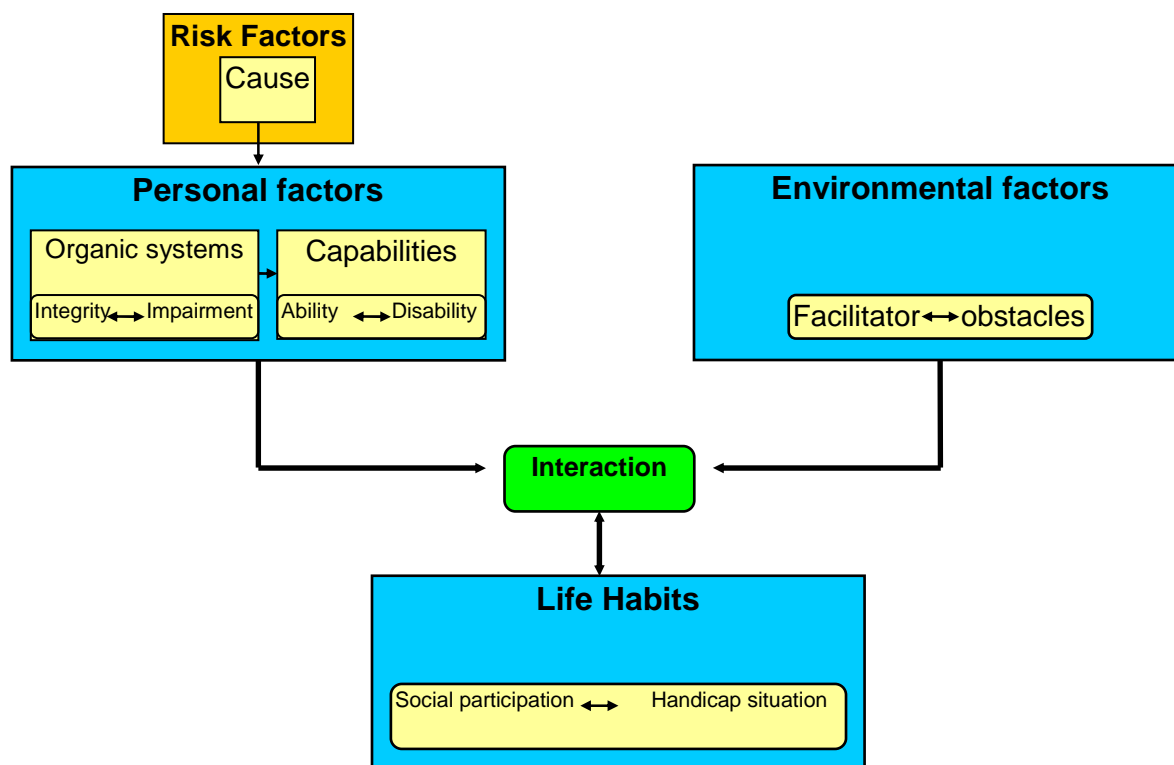 Risk Factors
Cause
Personal factors
Organic systems
Integrity Impairment
Capabilities
Ability Disability
Environmental factors
Facilitator obstacles
Interaction
Life Habits
Social participation Handicap situation